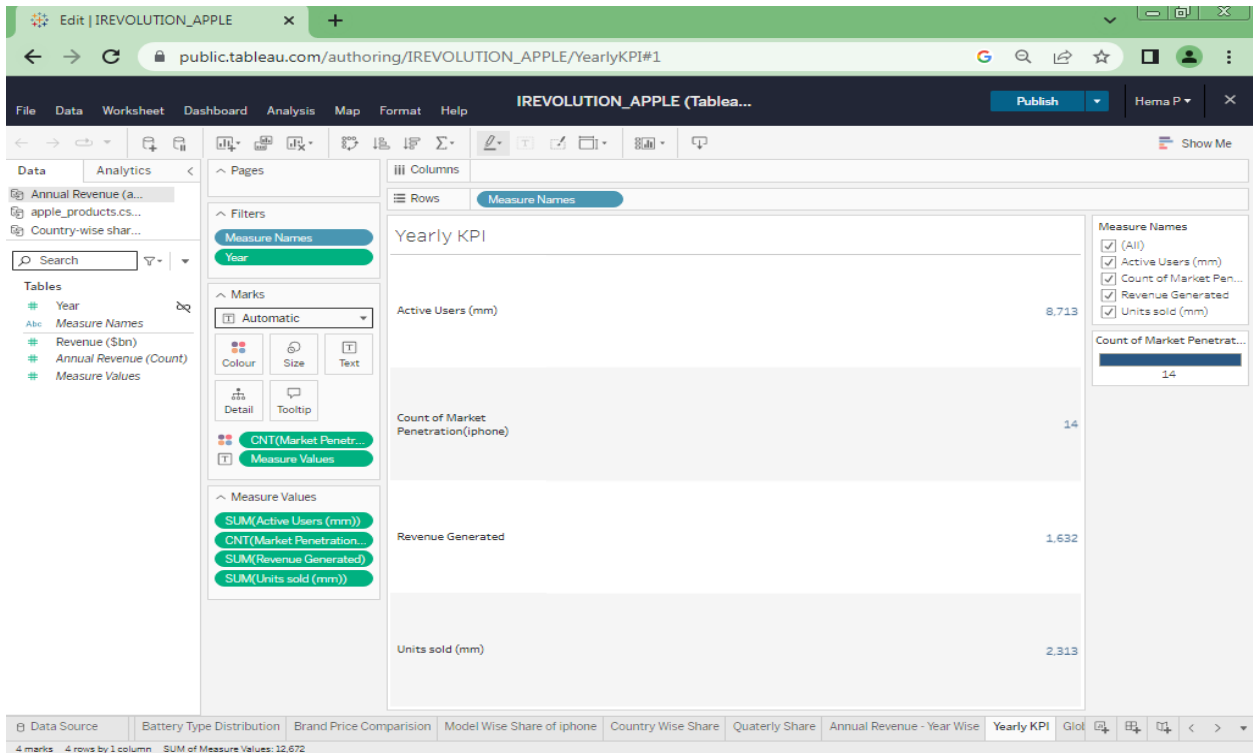 Edit | IREVOLUTION_APPLE
public.tableau.com/authoring/IREVOLUTION_APPLE/YearlyKPI#1
File Data Worksheet Dashboard Analysis Map Format Help
IREVOLUTION_APPLE (Tablea...
Publish
Hema P
Show Me
Data Analytics
Annual Revenue (a...
apple_products.cs...
Country-wise shar...
Search
Tables
Year
Abc Measure Names
Revenue ($bn)
Annual Revenue (Count)
Measure Values
Pages
Filters
Measure Names
Year
Marks
Automatic
Colour Size Text
Detail Tooltip
CNT(Market Penetr...
Measure Values
Measure Values
SUM(Active Users (mm))
CNT(Market Penetration...
SUM(Revenue Generated)
SUM(Units sold (mm))
Columns
Rows Measure Names
Yearly KPI
Active Users (mm) 8,713
Count of Market
Penetration(iphone) 14
Revenue Generated 1,632
Units sold (mm) 2,313
Measure Names
(All)
Active Users (mm)
Count of Market Pen...
Revenue Generated
Units sold (mm)
Count of Market Penetrat...
14
Data Source Battery Type Distribution Brand Price Comparision Model Wise Share of iphone Country Wise Share Quaterly Share Annual Revenue - Year Wise Yearly KPI Glol
4 marks 4 rows by 1 column SUM of Measure Values: 12,672